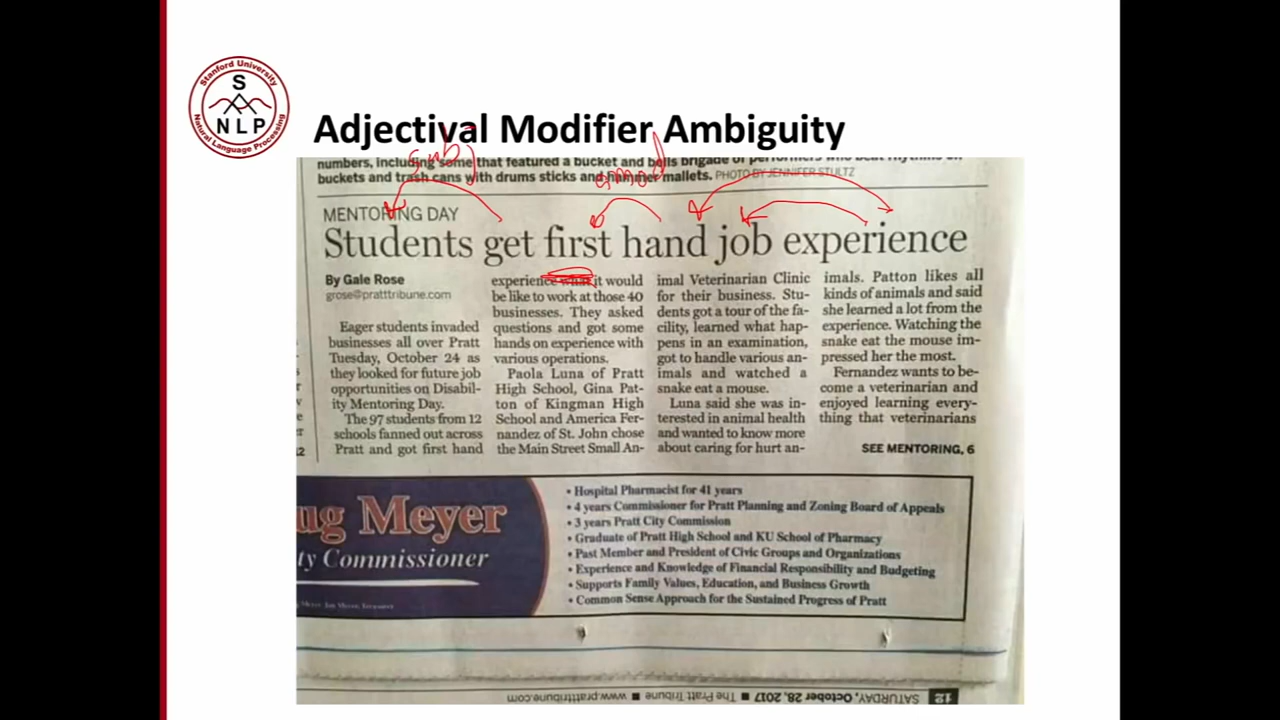 Stanford University
S
NLP
Natural Language Processing
Adjectival Modifier Ambiguity
subj
amod
numbers, including some that featured a bucket and bells brigade of performers who beat
buckets and trash cans with drums sticks and hammer mallets. PHOTO BY JENNIFER STULTZ
MENTORING DAY
Students get first hand job experience
By Gale Rose
grose@pratttribune.com
Eager students invaded
businesses all over Pratt
Tuesday, October 24 as
they looked for future job
opportunities on Disabil-
ity Mentoring Day.
The 97 students from 12
schools fanned out across
Pratt and got first hand
experience what it would
be like to work at those 40
businesses. They asked
questions and got some
hands on experience with
various operations.
Paola Luna of Pratt
High School, Gina Pat-
ton of Kingman High
School and America Fer-
nandez of St. John chose
the Main Street Small An-
imal Veterinarian Clinic
for their business. Stu-
dents got a tour of the fa-
cility, learned what hap-
pens in an examination,
got to handle various an-
imals and watched a
snake eat a mouse.
Luna said she was in-
terested in animal health
and wanted to know more
about caring for hurt an-
imals. Patton likes all
kinds of animals and said
she learned a lot from the
experience. Watching the
snake eat the mouse im-
pressed her the most.
Fernandez wants to be-
come a veterinarian and
enjoyed learning every-
thing that veterinarians
SEE MENTORING, 6
ug Meyer
ty Commissioner
• Hospital Pharmacist for 41 years
• 4 years Commissioner for Pratt Planning and Zoning Board of Appeals
• 3 years Pratt City Commission
• Graduate of Pratt High School and KU School of Pharmacy
• Past Member and President of Civic Groups and Organizations
• Experience and Knowledge of Financial Responsibility and Budgeting
• Supports Family Values, Education, and Business Growth
• Common Sense Approach for the Sustained Progress of Pratt
12 SATURDAY, October 28, 2017 ■ The Pratt Tribune ■ www.pratttribune.com